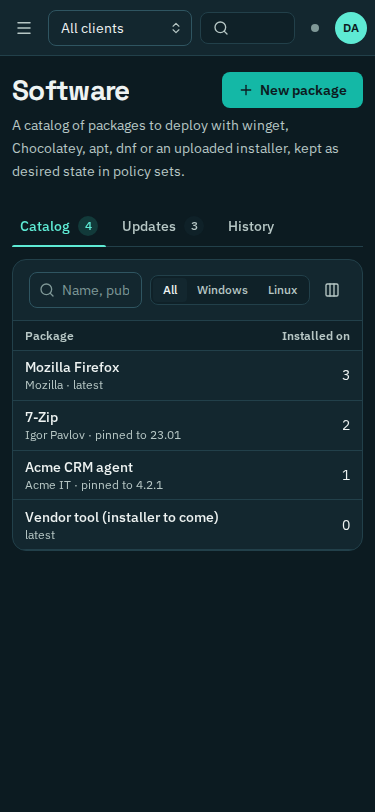 All clients
DA
Software
New package
A catalog of packages to deploy with winget,
Chocolatey, apt, dnf or an uploaded installer, kept as
desired state in policy sets.
Catalog 4 Updates 3 History
Name, pub All Windows Linux
Package Installed on
Mozilla Firefox
Mozilla · latest
3
7-Zip
Igor Pavlov · pinned to 23.01
2
Acme CRM agent
Acme IT · pinned to 4.2.1
1
Vendor tool (installer to come)
latest
0